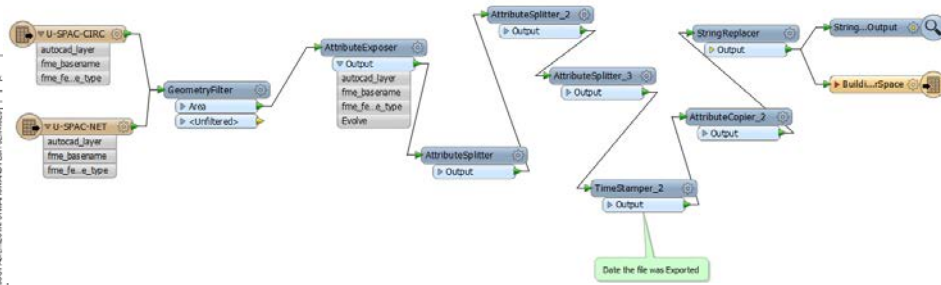 U-SPAC-CIRC
autocad_layer
fme_basename
fme_fe...e_type
U-SPAC-NET
autocad_layer
fme_basename
fme_fe...e_type
GeometryFilter
Area
<Unfiltered>
AttributeExposer
Output
autocad_layer
fme_basename
fme_fe...e_type
Evolve
AttributeSplitter
Output
AttributeSplitter_2
Output
AttributeSplitter_3
Output
TimeStamper_2
Output
Date the file was Exported
AttributeCopier_2
Output
StringReplacer
Output
String...Output
Buildi...rSpace